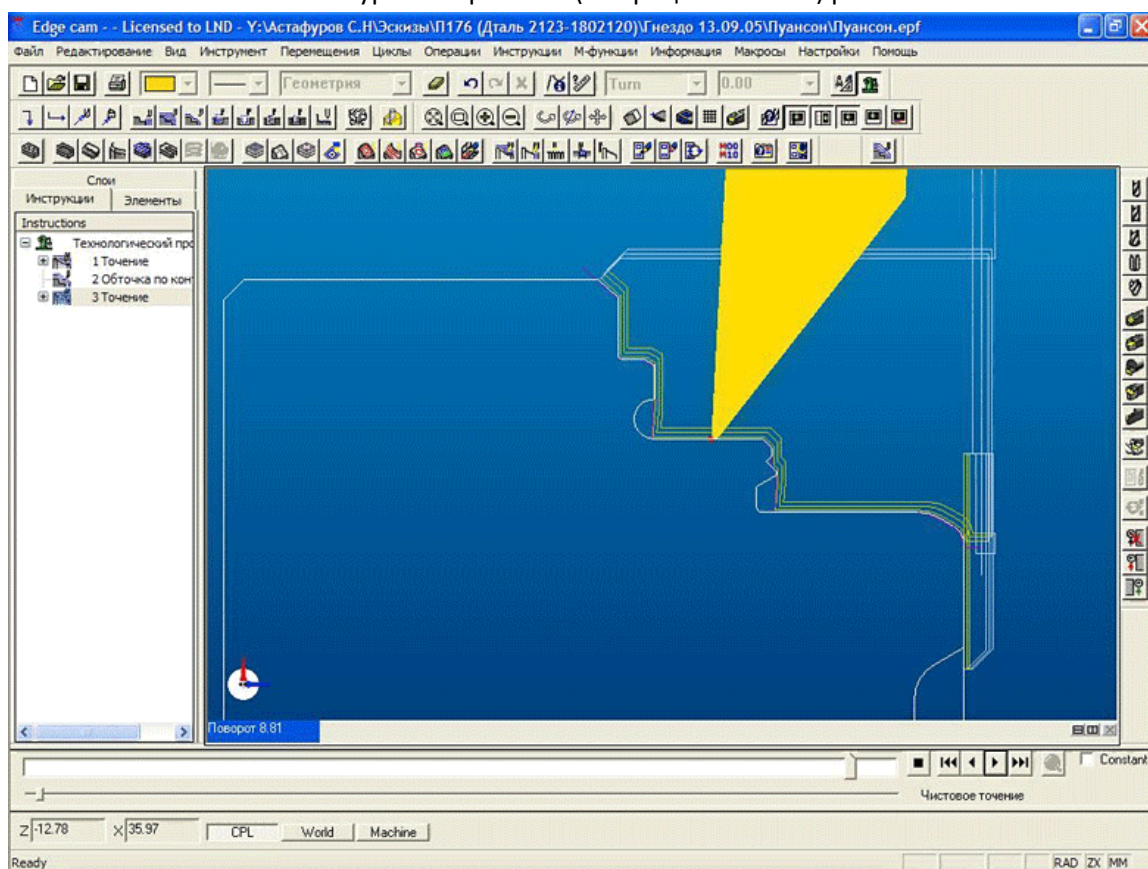 Edge cam - - Licensed to LND - Y:\Астафуров С.Н\Эскизы\П176 (Дталь 2123-1802120)\Гнездо 13.09.05\Пуансон\Пуансон.epf
Файл Редактирование Вид Инструмент Перемещения Циклы Операции Инструкции М-функции Информация Макросы Настройки Помощь
Геометрия Turn 0.00
Слои
Инструкции Элементы
Instructions
Технологический прс
1 Точение
2 Обточка по кон
3 Точение
Поворот 8.81
Constant
Чистовое точение
Z -12.78 X 35.97 CPL World Machine
Ready RAD ZX MM